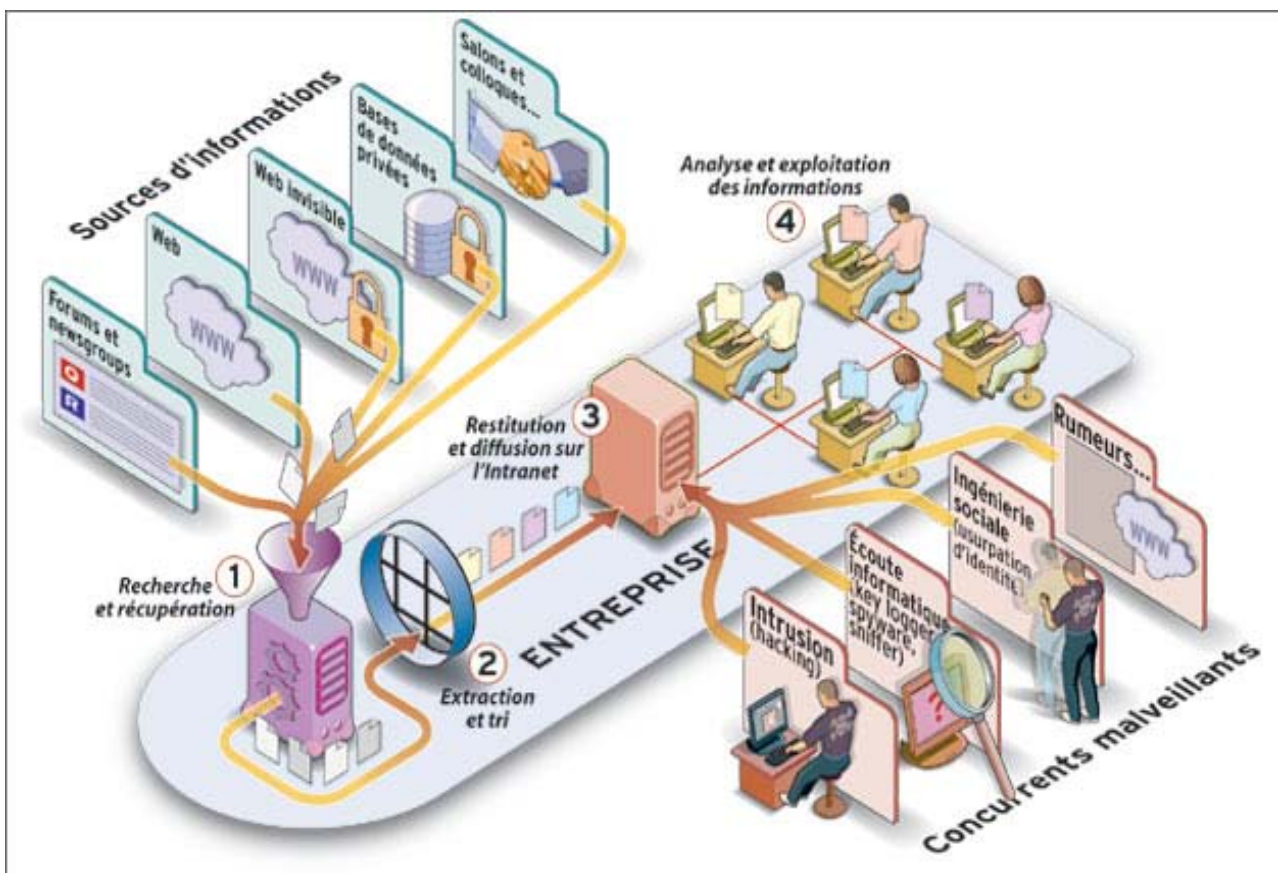 Sources d'informations
Forums et
newsgroups
O
R
Web
WWW
Web invisible
WWW
Bases
de données
privées
Salons et
colloques...
1
Recherche
et récupération
2
Extraction
et tri
3
Restitution
et diffusion sur
l'Intranet
Analyse et exploitation
des informations
4
ENTREPRISE
Intrusion
(hacking)
Écoute
informatique
(key logger,
spyware,
sniffer)
?
Ingénierie
sociale
(usurpation
d'identité)
Rumeurs...
WWW
Concurrents malveillants